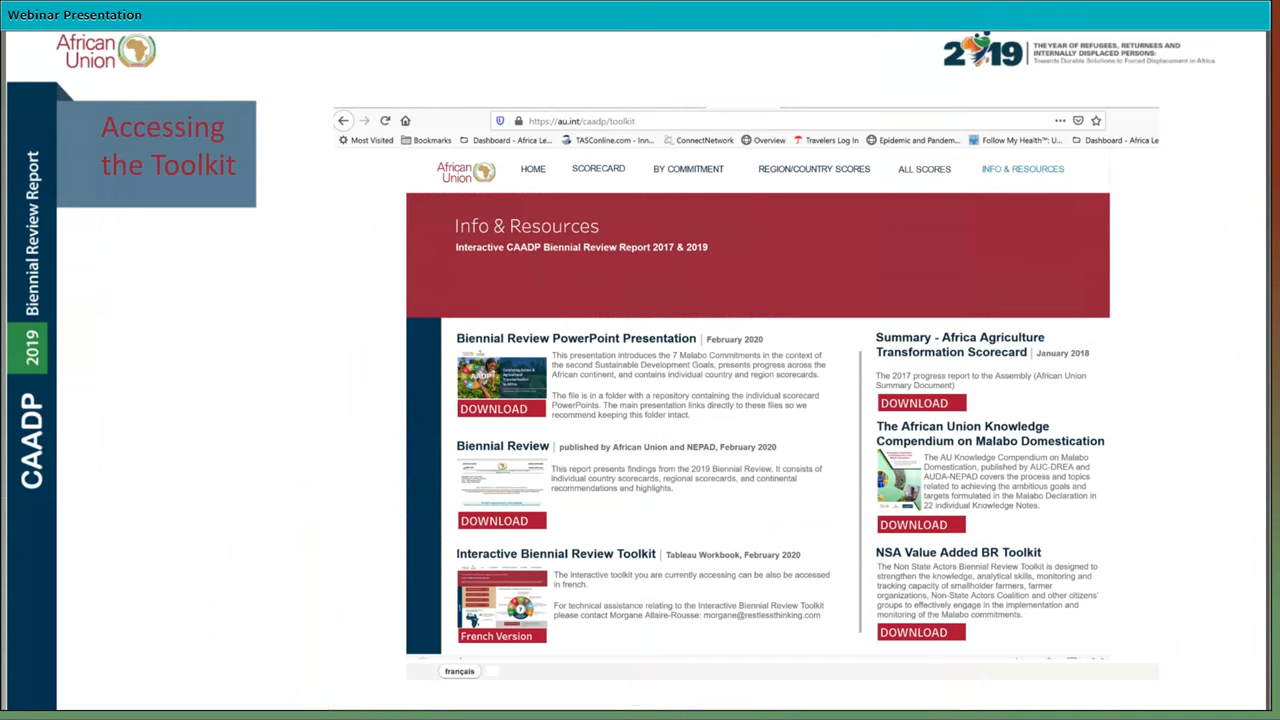 Webinar Presentation
African
Union
2019
THE YEAR OF REFUGEES, RETURNEES AND
INTERNALLY DISPLACED PERSONS:
Towards Durable Solutions to Forced Displacement in Africa.
Accessing
the Toolkit
CAADP 2019 Biennial Review Report
https://au.int/caadp/toolkit
Most Visited Bookmarks Dashboard - Africa Le... TASConline.com - Inn... ConnectNetwork Overview Travelers Log In Epidemic and Pandem... Follow My Health™: U... Dashboard - Africa Le
African
Union
HOME SCORECARD BY COMMITMENT REGION/COUNTRY SCORES ALL SCORES INFO & RESOURCES
Info & Resources
Interactive CAADP Biennial Review Report 2017 & 2019
Biennial Review PowerPoint Presentation | February 2020
This presentation introduces the 7 Malabo Commitments in the context of
the second Sustainable Development Goals, presents progress across the
African continent, and contains individual country and region scorecards.
The file is in a folder with a repository containing the individual scorecard
PowerPoints. The main presentation links directly to these files so we
recommend keeping this folder intact.
DOWNLOAD
Biennial Review | published by African Union and NEPAD, February 2020
This report presents findings from the 2019 Biennial Review. It consists of
individual country scorecards, regional scorecards, and continental
recommendations and highlights.
DOWNLOAD
Interactive Biennial Review Toolkit | Tableau Workbook, February 2020
The interactive toolkit you are currently accessing can also be accessed
in french.
For technical assistance relating to the Interactive Biennial Review Toolkit
please contact Morgane Allaire-Rousse: morgane@restlessthinking.com
French Version
Summary - Africa Agriculture
Transformation Scorecard | January 2018
The 2017 progress report to the Assembly (African Union
Summary Document)
DOWNLOAD
The African Union Knowledge
Compendium on Malabo Domestication
The AU Knowledge Compendium on Malabo
Domestication, published by AUC-DREA and
AUDA-NEPAD covers the process and topics
related to achieving the ambitious goals and
targets formulated in the Malabo Declaration in
22 individual Knowledge Notes.
DOWNLOAD
NSA Value Added BR Toolkit
The Non State Actors Biennial Review Toolkit is designed to
strengthen the knowledge, analytical skills, monitoring and
tracking capacity of smallholder farmers, farmer
organizations, Non-State Actors Coalition and other citizens'
groups to effectively engage in the implementation and
monitoring of the Malabo commitments.
DOWNLOAD
français